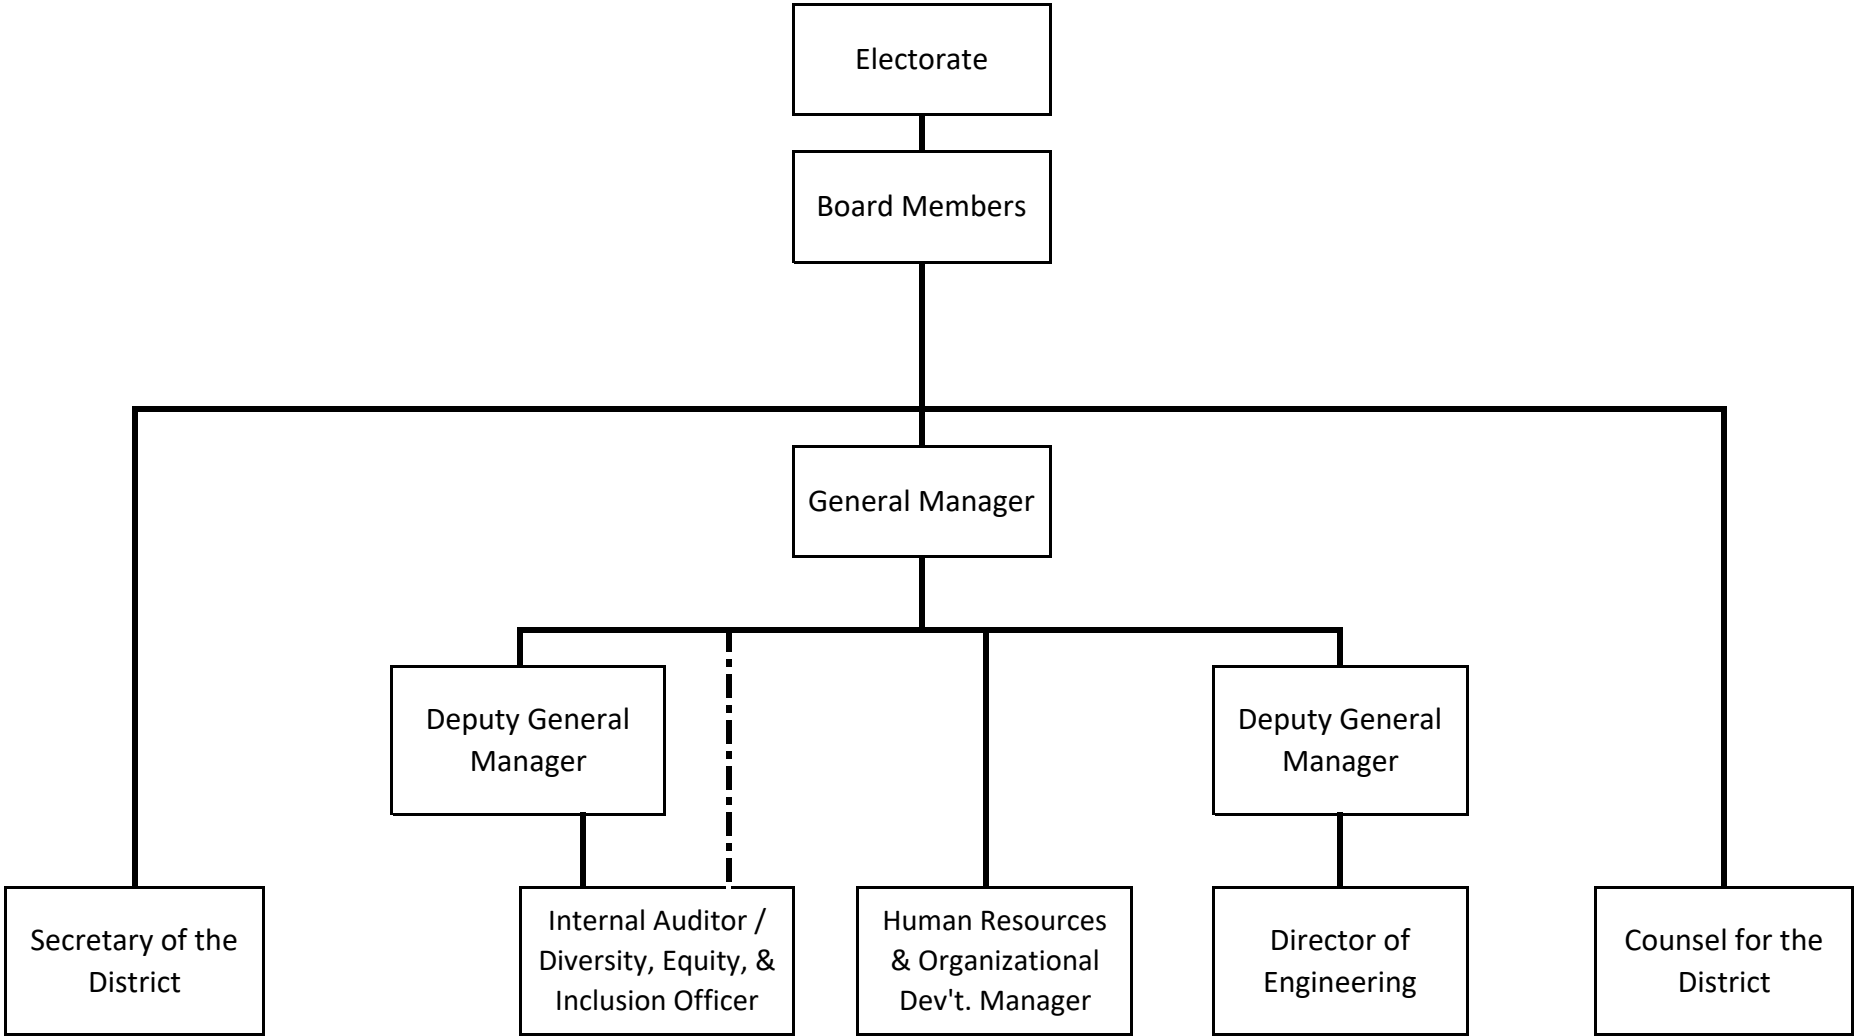 Electorate
Board Members
General Manager
Deputy General
Manager
Deputy General
Manager
Secretary of the
District
Internal Auditor /
Diversity, Equity, &
Inclusion Officer
Human Resources
& Organizational
Dev't. Manager
Director of
Engineering
Counsel for the
District